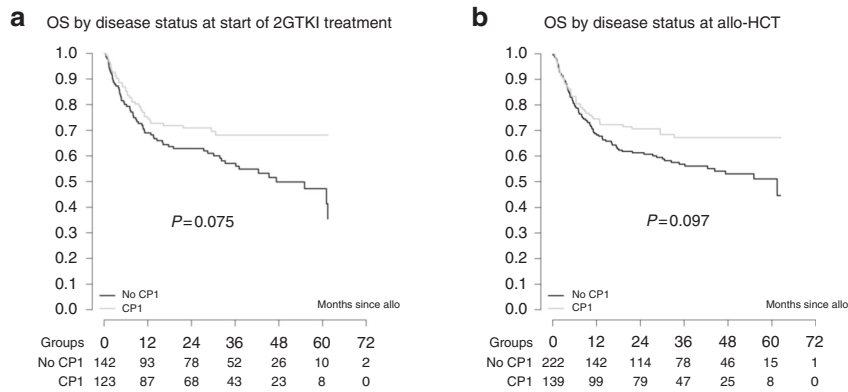 a OS by disease status at start of 2GTKI treatment
1.0
0.9
0.8
0.7
0.6
0.5
0.4
0.3
0.2
0.1
0.0
P=0.075
No CP1
CP1
Months since allo
Groups 0 12 24 36 48 60 72
No CP1 142 93 78 52 26 10 2
CP1 123 87 68 43 23 8 0
b OS by disease status at allo-HCT
1.0
0.9
0.8
0.7
0.6
0.5
0.4
0.3
0.2
0.1
0.0
P=0.097
No CP1
CP1
Months since allo
Groups 0 12 24 36 48 60 72
No CP1 222 142 114 78 46 15 1
CP1 139 99 79 47 25 9 0